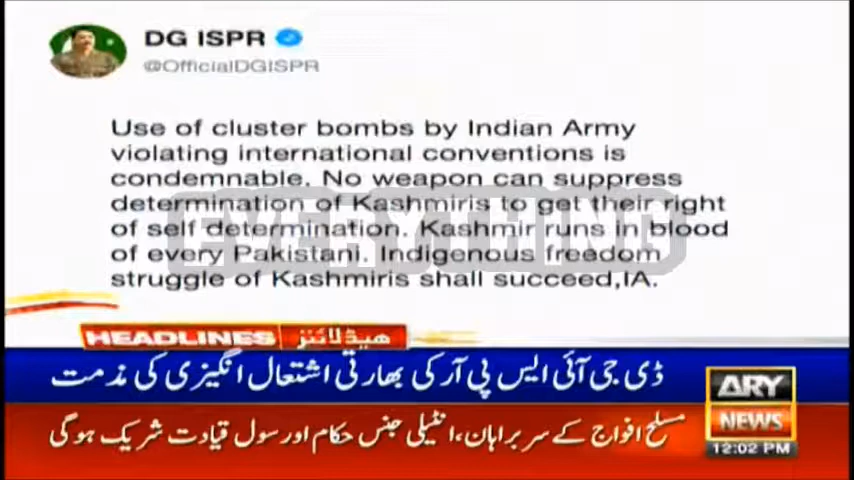 DG ISPR
@OfficialDGISPR
Use of cluster bombs by Indian Army
violating international conventions is
condemnable. No weapon can suppress
determination of Kashmiris to get their right
of self determination. Kashmir runs in blood
of every Pakistani. Indigenous freedom
struggle of Kashmiris shall succeed,IA.
EVERYTHING
HEADLINES هیڈلائنز
ڈی جی آئی ایس پی آر کی بھارتی اشتعال انگیزی کی مذمت
مسلح افواج کے سربراہان،انٹیلی جنس حکام اور سول قیادت شریک ہوگی
ARY
NEWS
12:02 PM